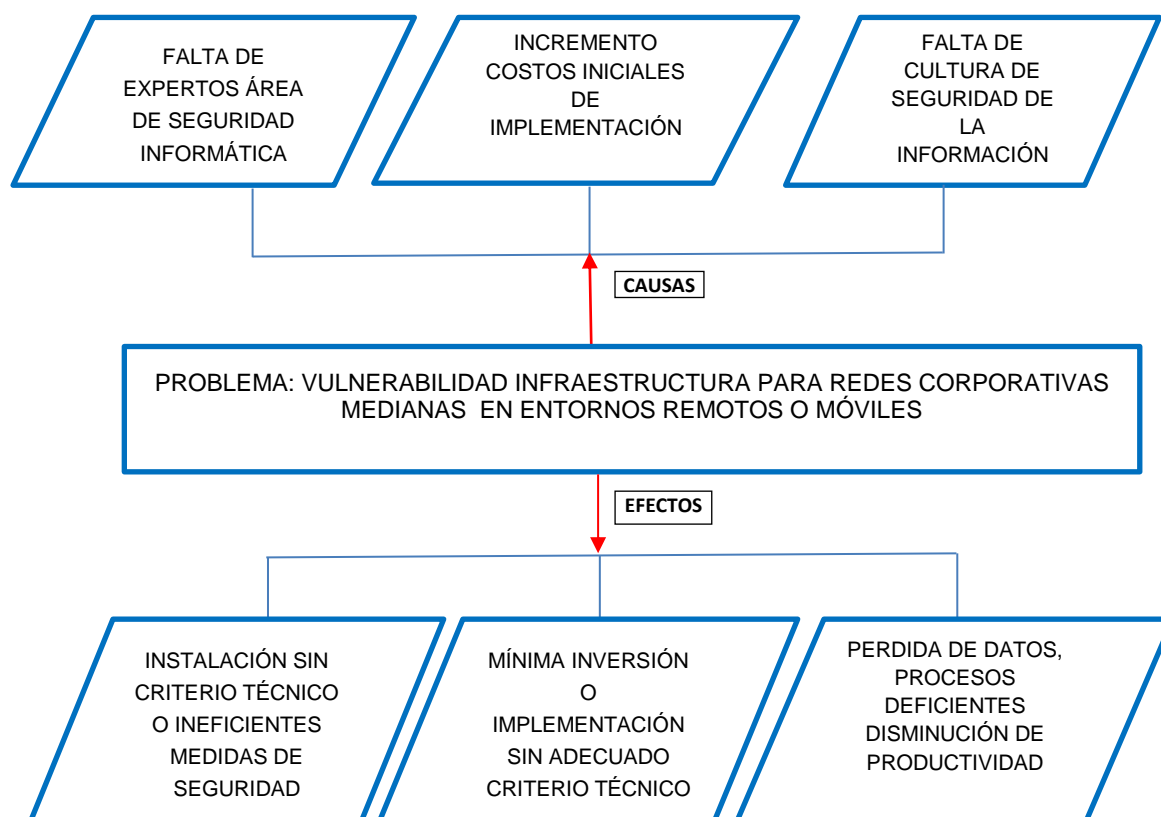 FALTA DE
EXPERTOS ÁREA
DE SEGURIDAD
INFORMÁTICA
INCREMENTO
COSTOS INICIALES
DE
IMPLEMENTACIÓN
FALTA DE
CULTURA DE
SEGURIDAD DE
LA
INFORMACIÓN
CAUSAS
PROBLEMA: VULNERABILIDAD INFRAESTRUCTURA PARA REDES CORPORATIVAS
MEDIANAS EN ENTORNOS REMOTOS O MÓVILES
EFECTOS
INSTALACIÓN SIN
CRITERIO TÉCNICO
O INEFICIENTES
MEDIDAS DE
SEGURIDAD
MÍNIMA INVERSIÓN
O
IMPLEMENTACIÓN
SIN ADECUADO
CRITERIO TÉCNICO
PERDIDA DE DATOS,
PROCESOS
DEFICIENTES
DISMINUCIÓN DE
PRODUCTIVIDAD